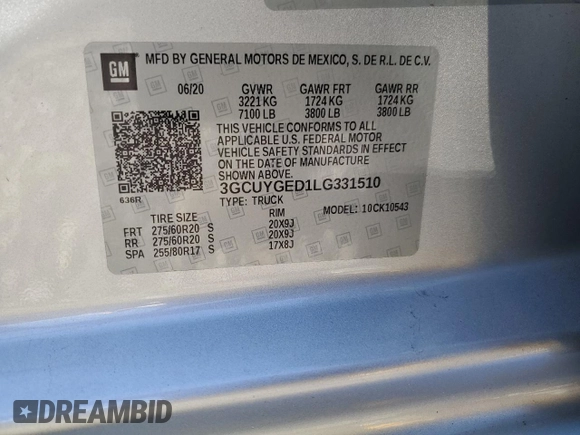 GM
MFD BY GENERAL MOTORS DE MEXICO, S. DE R.L. DE C.V.
06/20 GVWR GAWR FRT GAWR RR
3221 KG 1724 KG 1724 KG
7100 LB 3800 LB 3800 LB
THIS VEHICLE CONFORMS TO ALL
APPLICABLE U.S. FEDERAL MOTOR
VEHICLE SAFETY STANDARDS IN EFFECT
ON THE DATE OF MANUFACTURE
SHOWN ABOVE.
3GCUYGED1LG331510
636R TYPE: TRUCK MODEL: 10CK10543
TIRE SIZE RIM
FRT 275/60R20 S 20X9J
RR 275/60R20 S 20X9J
SPA 255/80R17 S 17X8J
DREAMBID